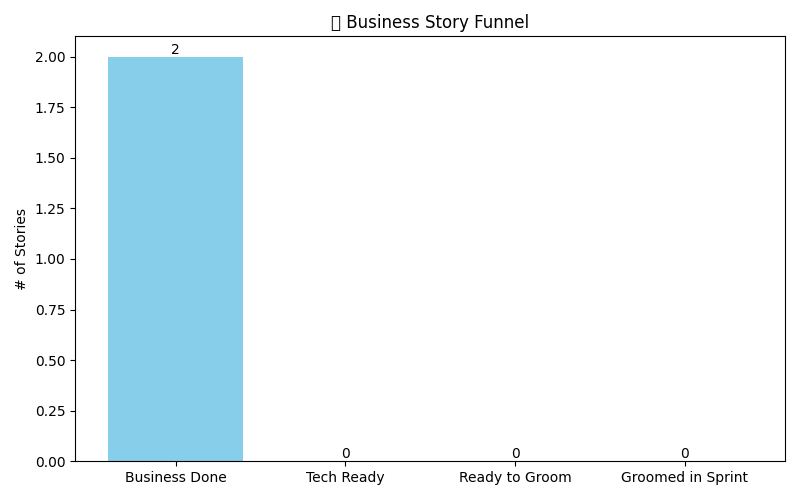 Business Story Funnel
2
2.00
1.75
1.50
1.25
1.00
0.75
0.50
0.25
0.00
# of Stories
0
0
0
Business Done
Tech Ready
Ready to Groom
Groomed in Sprint